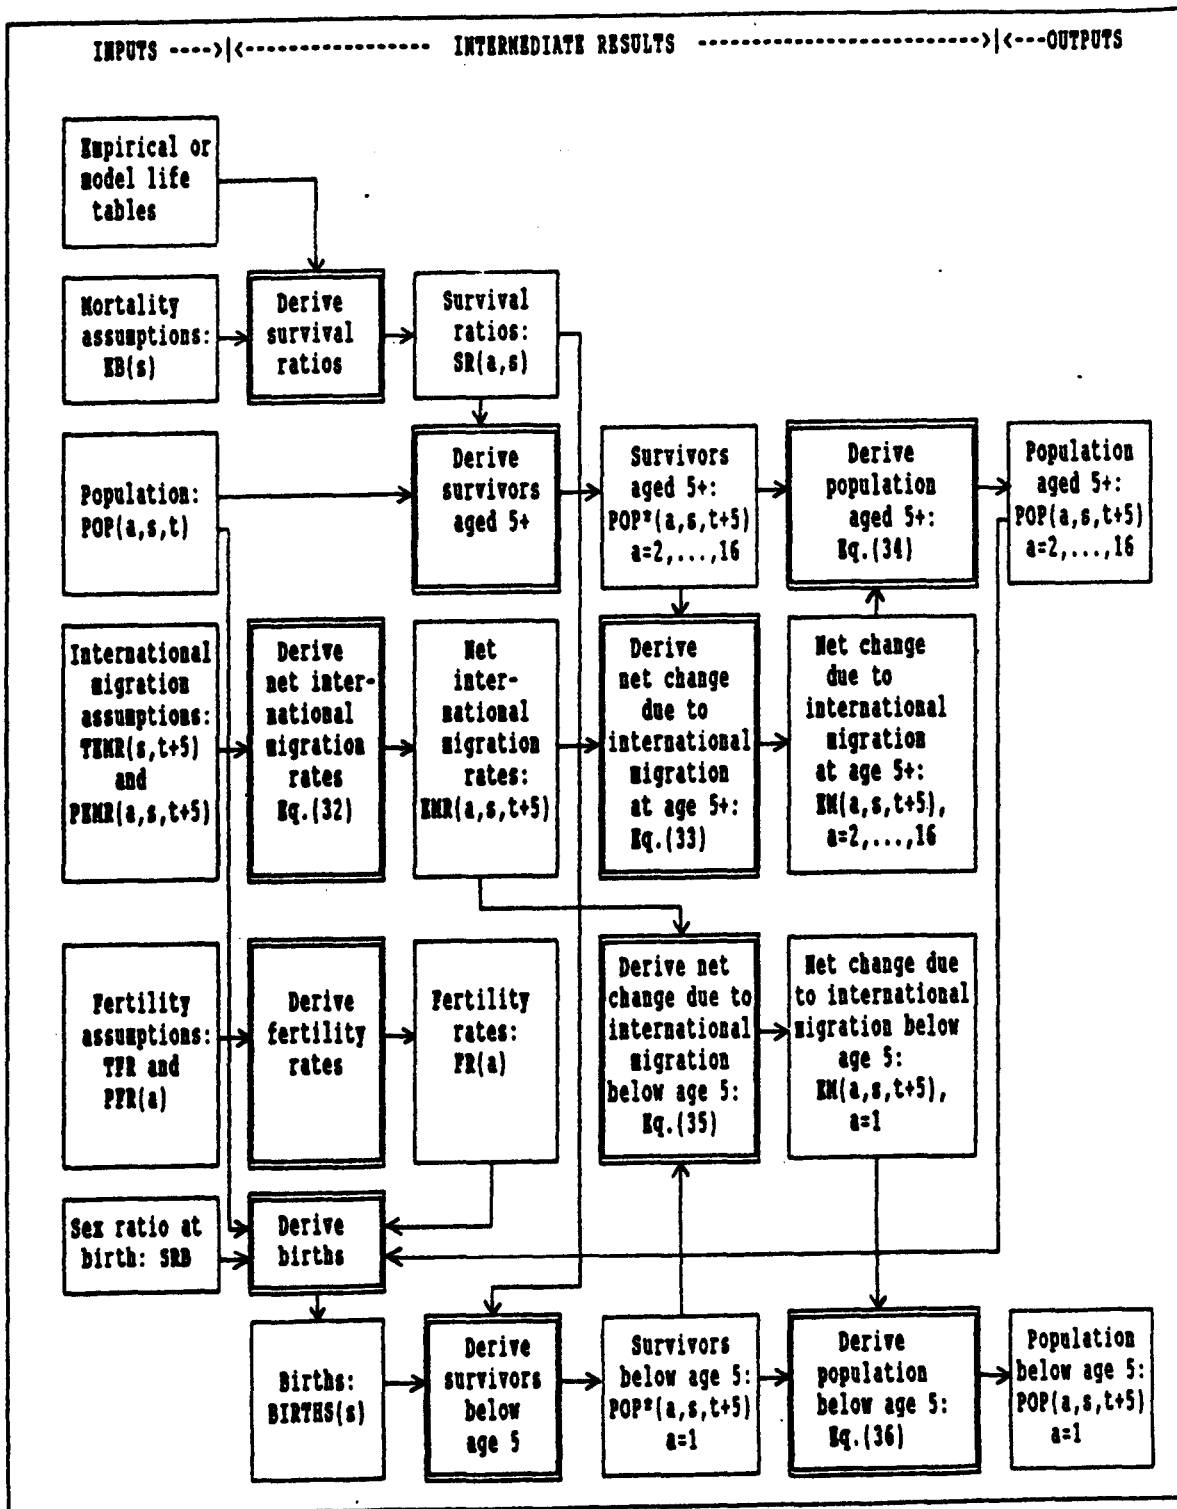 INPUTS ---->|<---------------- INTERMEDIATE RESULTS ------------------------->|<---OUTPUTS
Empirical or
model life
tables
Mortality
assumptions:
EB(s)
Derive
survival
ratios
Survival
ratios:
SR(a,s)
Population:
POP(a,s,t)
Derive
survivors
aged 5+
Survivors
aged 5+:
POP*(a,s,t+5)
a=2,...,16
Derive
population
aged 5+:
Eq.(34)
Population
aged 5+:
POP(a,s,t+5)
a=2,...,16
International
migration
assumptions:
TEMR(s,t+5)
and
PEMR(a,s,t+5)
Derive
net inter-
national
migration
rates
Eq.(32)
Net
inter-
national
migration
rates:
EMR(a,s,t+5)
Derive
net change
due to
international
migration
at age 5+:
Eq.(33)
Net change
due to
international
migration
at age 5+:
EM(a,s,t+5),
a=2,...,16
Fertility
assumptions:
TFR and
PFR(a)
Derive
fertility
rates
Fertility
rates:
FR(a)
Derive net
change due to
international
migration
below age 5:
Eq.(35)
Net change due
to international
migration below
age 5:
EM(a,s,t+5),
a=1
Sex ratio at
birth: SRB
Derive
births
Births:
BIRTHS(s)
Derive
survivors
below
age 5
Survivors
below age 5:
POP*(a,s,t+5)
a=1
Derive
population
below age 5:
Eq.(36)
Population
below age 5:
POP(a,s,t+5)
a=1